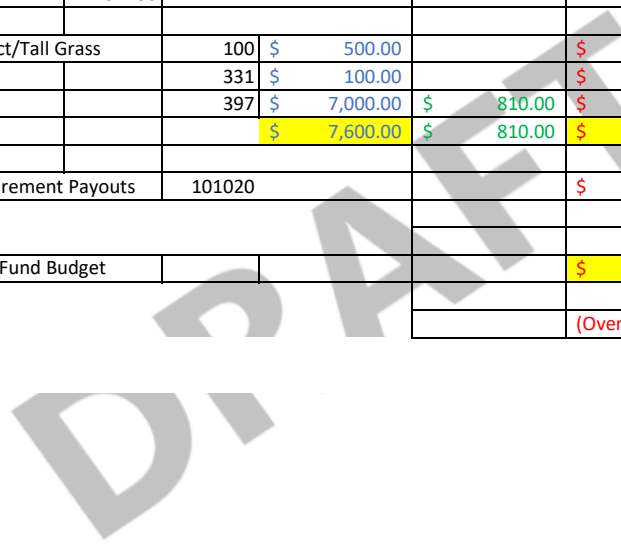 ct/Tall Grass 100 $ 500.00 $
331 $ 100.00 $
397 $ 7,000.00 $ 810.00 $
$ 7,600.00 $ 810.00 $
rement Payouts 101020 $
Fund Budget $
(Over
DRAFT